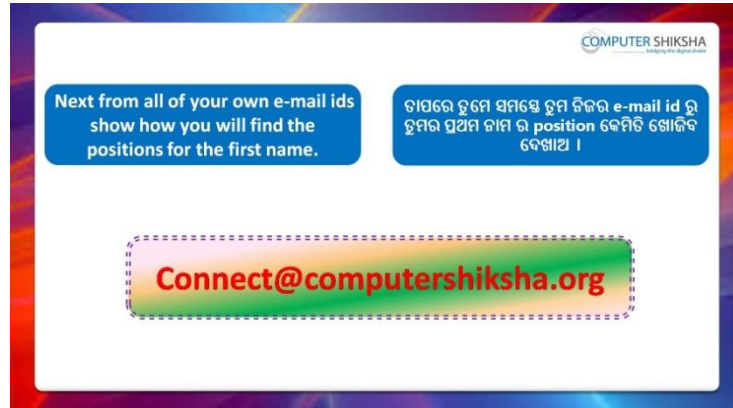 COMPUTER SHIKSHA
bridging the digital divide
Next from all of your own e-mail ids
show how you will find the
positions for the first name.
ତାପରେ ତୁମେ ସମସ୍ତେ ତୁମ ନିଜର e-mail id ରୁ
ତୁମର ପ୍ରଥମ ନାମ ର position କେମିତି ଖୋଜିବ
ଦେଖାଅ ।
Connect@computershiksha.org